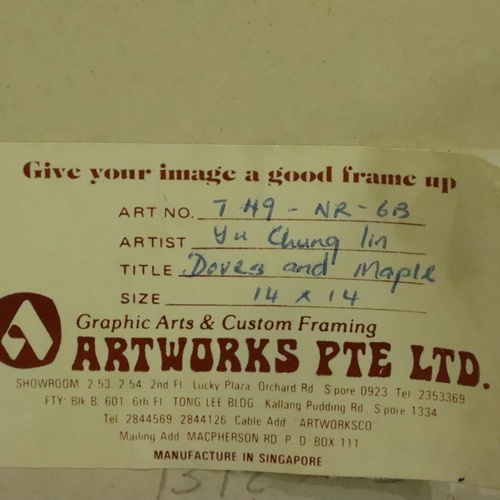 Give your image a good frame up
ART NO. T H9 - NR - 6B
ARTIST Yu Chung lin
TITLE Doves and Maple
SIZE 14 x 14
Graphic Arts & Custom Framing
ARTWORKS PTE LTD.
SHOWROOM 2-53, 2-54, 2nd Fl. Lucky Plaza, Orchard Rd. S'pore 0923 Tel 2353369
FTY: Blk B, 601 6th Fl TONG LEE BLDG. Kallang Pudding Rd, S'pore 1334
Tel 2844569 2844126 Cable Add ARTWORKSCO
Mailing Add MACPHERSON RD P O BOX 111
MANUFACTURE IN SINGAPORE